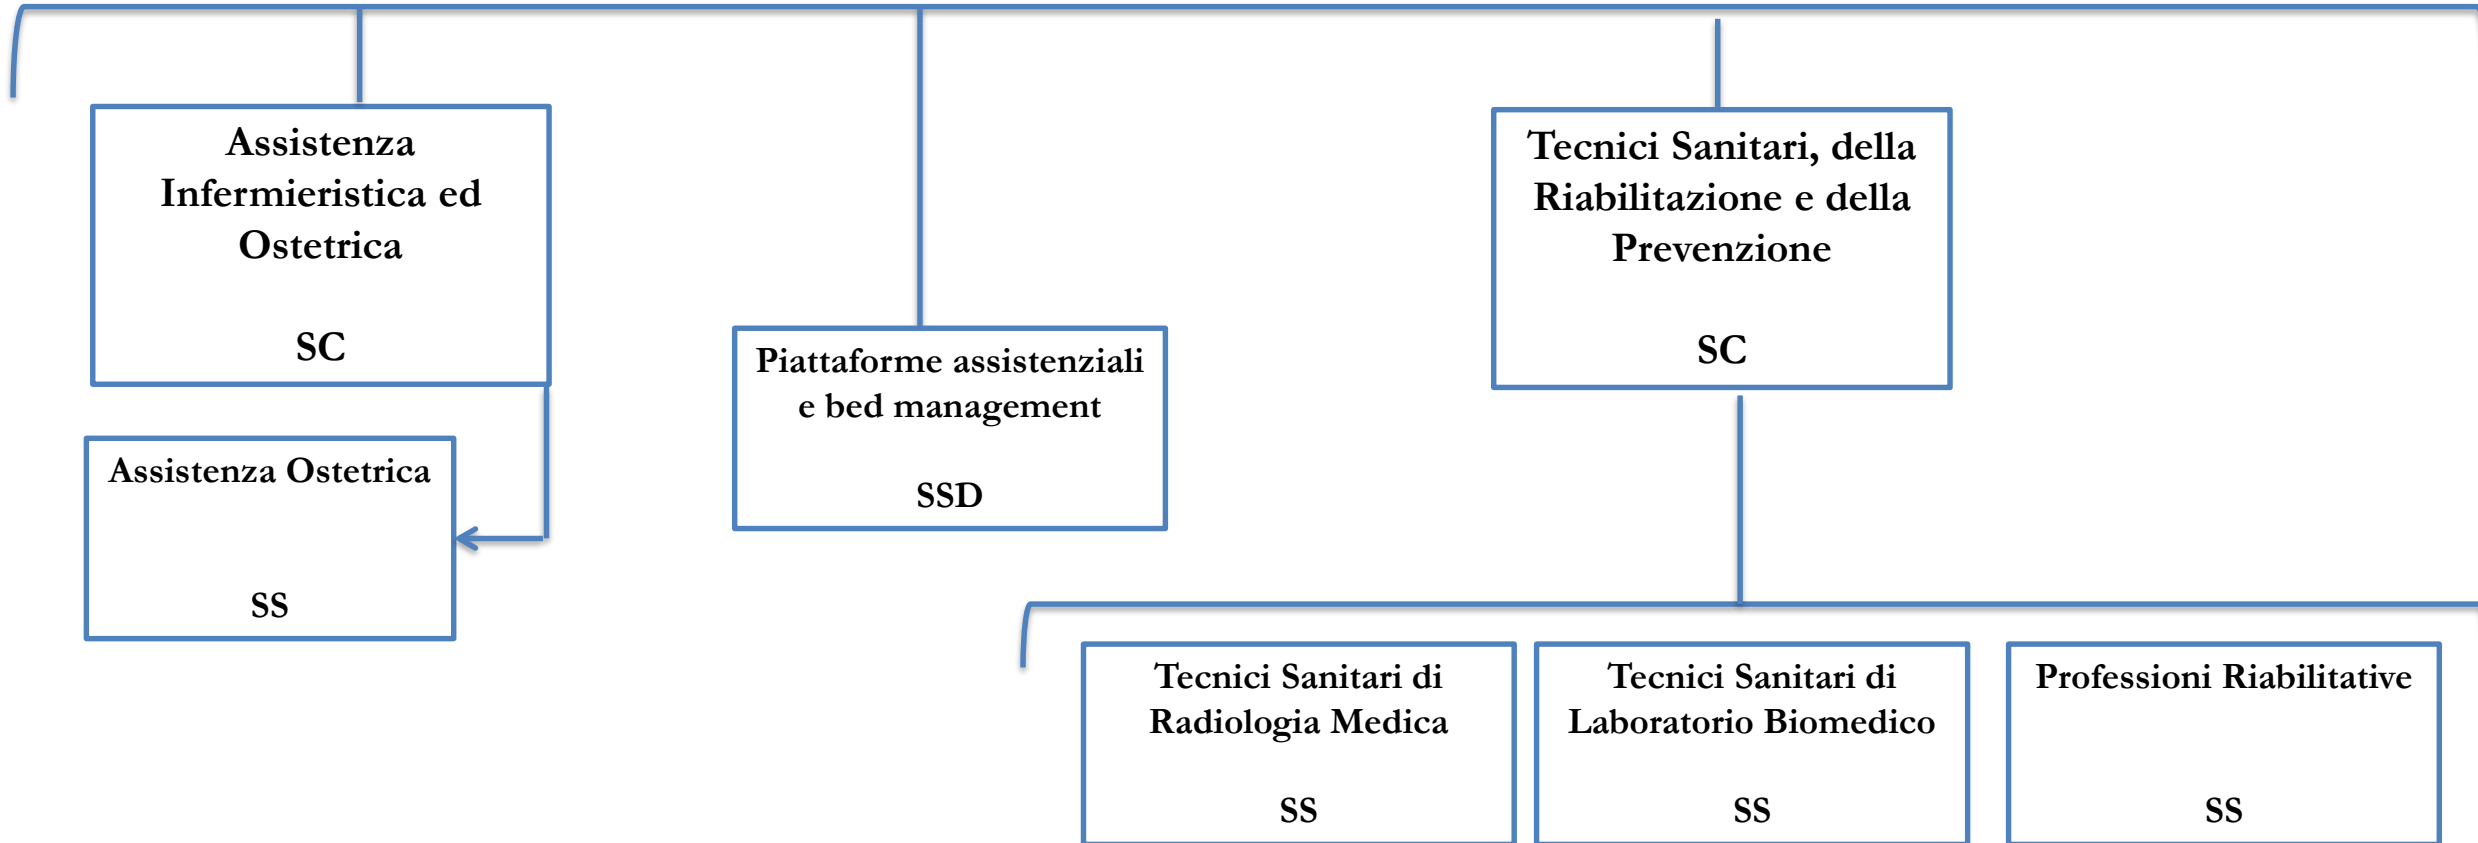 Assistenza
Infermieristica ed
Ostetrica
SC
Assistenza Ostetrica
SS
Piattaforme assistenziali
e bed management
SSD
Tecnici Sanitari, della
Riabilitazione e della
Prevenzione
SC
Tecnici Sanitari di
Radiologia Medica
SS
Tecnici Sanitari di
Laboratorio Biomedico
SS
Professioni Riabilitative
SS